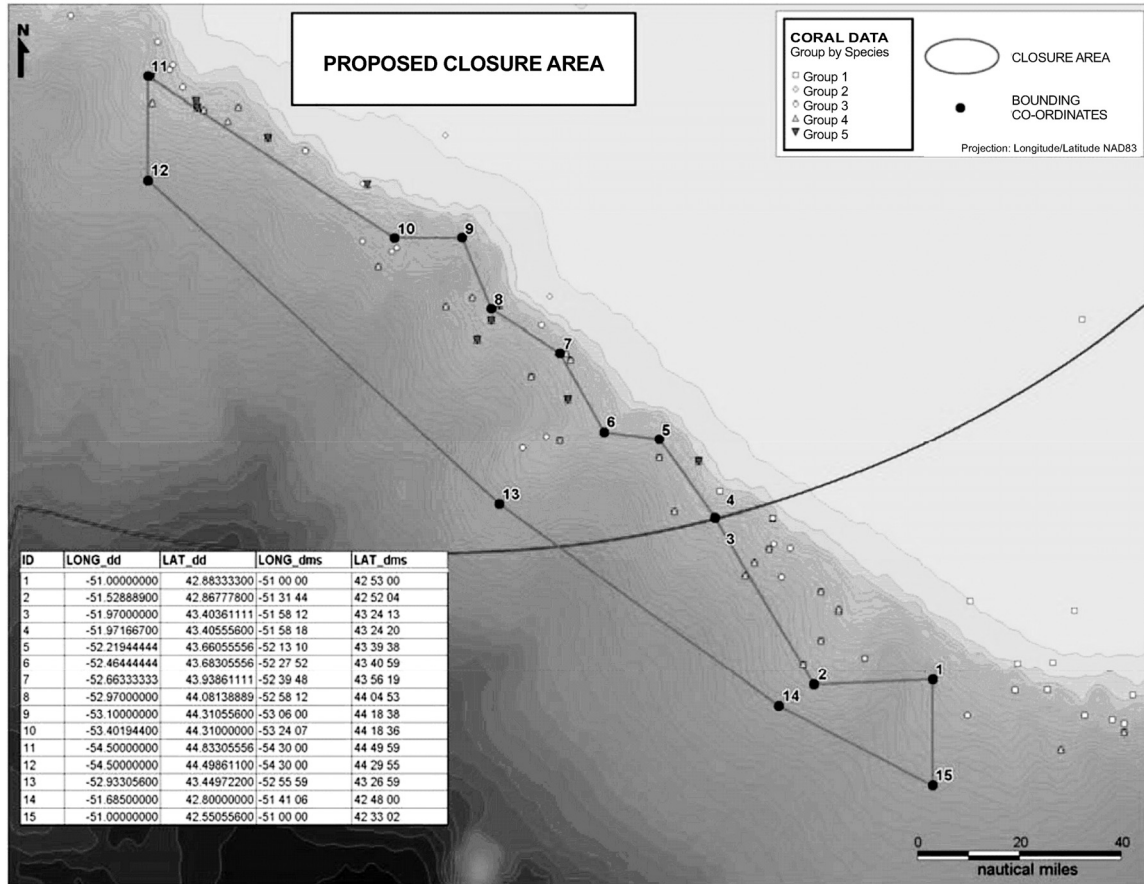 PROPOSED CLOSURE AREA
CORAL DATA
Group by Species
Group 1
Group 2
Group 3
Group 4
Group 5
CLOSURE AREA
BOUNDING
CO-ORDINATES
Projection: Longitude/Latitude NAD83
N
11
12
10
9
8
7
6
5
4
3
13
2
1
14
15
ID LONG_dd LAT_dd LONG_dms LAT_dms
1 -51.00000000 42.88333300 -51 00 00 42 53 00
2 -51.52888900 42.86777800 -51 31 44 42 52 04
3 -51.97000000 43.40361111 -51 58 12 43 24 13
4 -51.97166700 43.40555600 -51 58 18 43 24 20
5 -52.21944444 43.66055556 -52 13 10 43 39 38
6 -52.46444444 43.68305556 -52 27 52 43 40 59
7 -52.66333333 43.93861111 -52 39 48 43 56 19
8 -52.97000000 44.08138889 -52 58 12 44 04 53
9 -53.10000000 44.31055600 -53 06 00 44 18 38
10 -53.40194400 44.31000000 -53 24 07 44 18 36
11 -54.50000000 44.83305556 -54 30 00 44 49 59
12 -54.50000000 44.49861100 -54 30 00 44 29 55
13 -52.93305600 43.44972200 -52 55 59 43 26 59
14 -51.68500000 42.80000000 -51 41 06 42 48 00
15 -51.00000000 42.55055600 -51 00 00 42 33 02
0 20 40
nautical miles